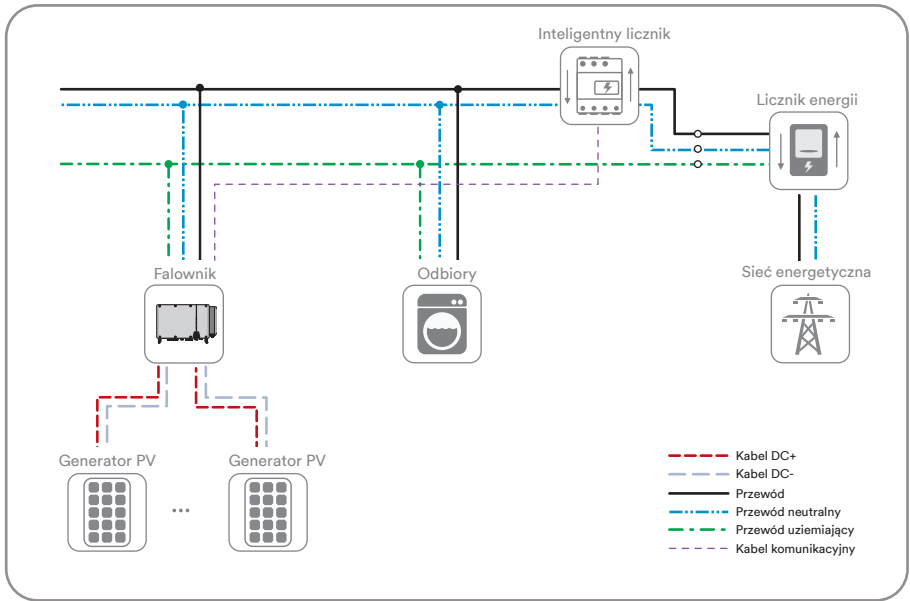 Inteligentny licznik
Licznik energii
Falownik
Odbiory
Sieć energetyczna
Generator PV
Generator PV
...
Kabel DC+
Kabel DC-
Przewód
Przewód neutralny
Przewód uziemiający
Kabel komunikacyjny